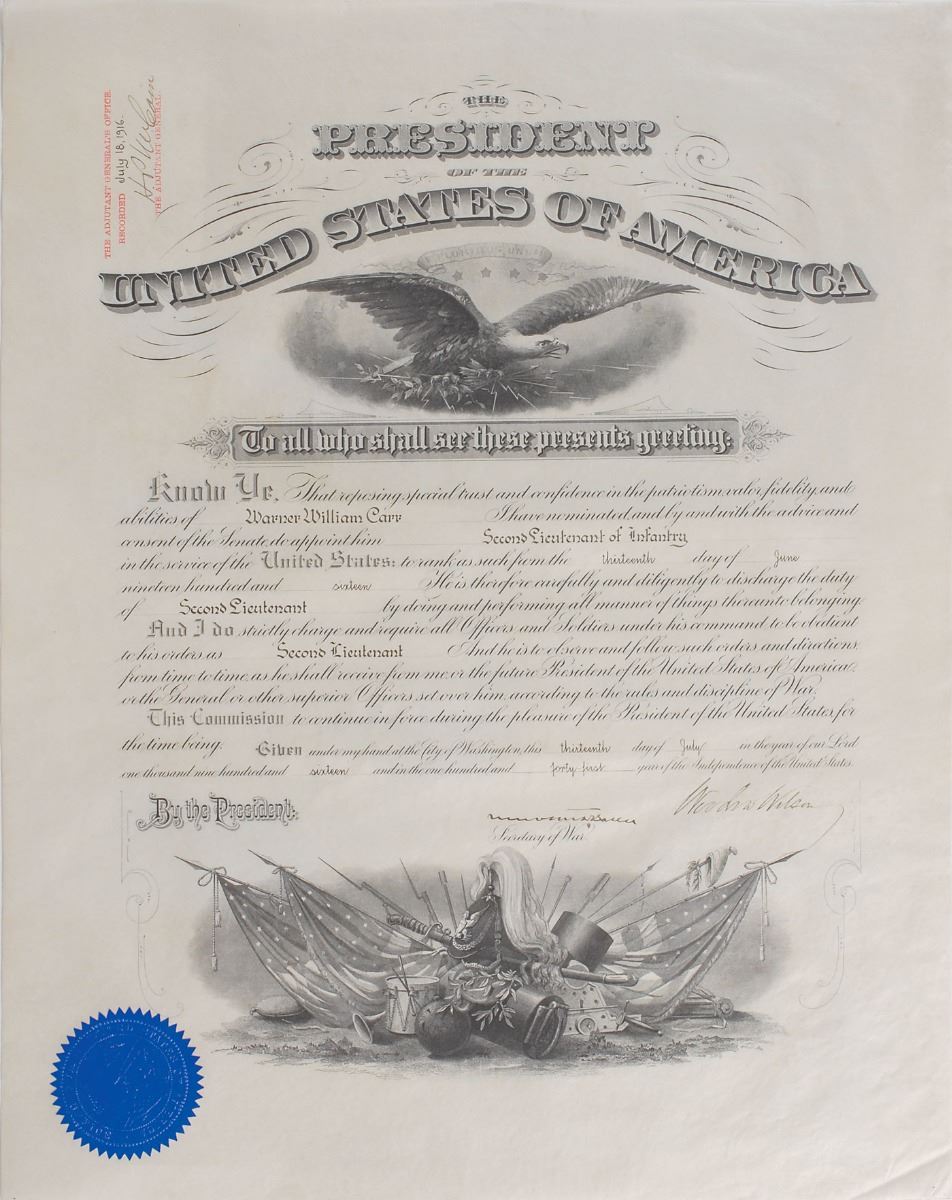 THE ADJUTANT GENERAL'S OFFICE.
RECORDED July 18, 1916.
THE ADJUTANT GENERAL.
THE
PRESIDENT
OF THE
UNITED STATES OF AMERICA
To all who shall see these presents greeting:
Know Ye, That reposing special trust and confidence in the patriotism, valor, fidelity and
abilities of Warner William Carr I have nominated, and by and with the advice and
consent of the Senate, do appoint him Second Lieutenant of Infantry
in the service of the United States: to rank as such from the thirteenth day of June
nineteen hundred and sixteen He is therefore carefully and diligently to discharge the duty
of Second Lieutenant by doing and performing all manner of things thereunto belonging.
And I do strictly charge and require all Officers and Soldiers under his command to be obedient
to his orders as Second Lieutenant And he is to observe and follow such orders and directions
from time to time, as he shall receive from me, or the future President of the United States of America,
or the General or other superior Officers set over him, according to the rules and discipline of War.
This Commission to continue in force during the pleasure of the President of the United States, for
the time being. Given under my hand at the City of Washington, this thirteenth day of July in the year of our Lord
one thousand nine hundred and sixteen and in the one hundred and forty first year of the Independence of the United States.
By the President:
Woodrow Wilson
Secretary of War